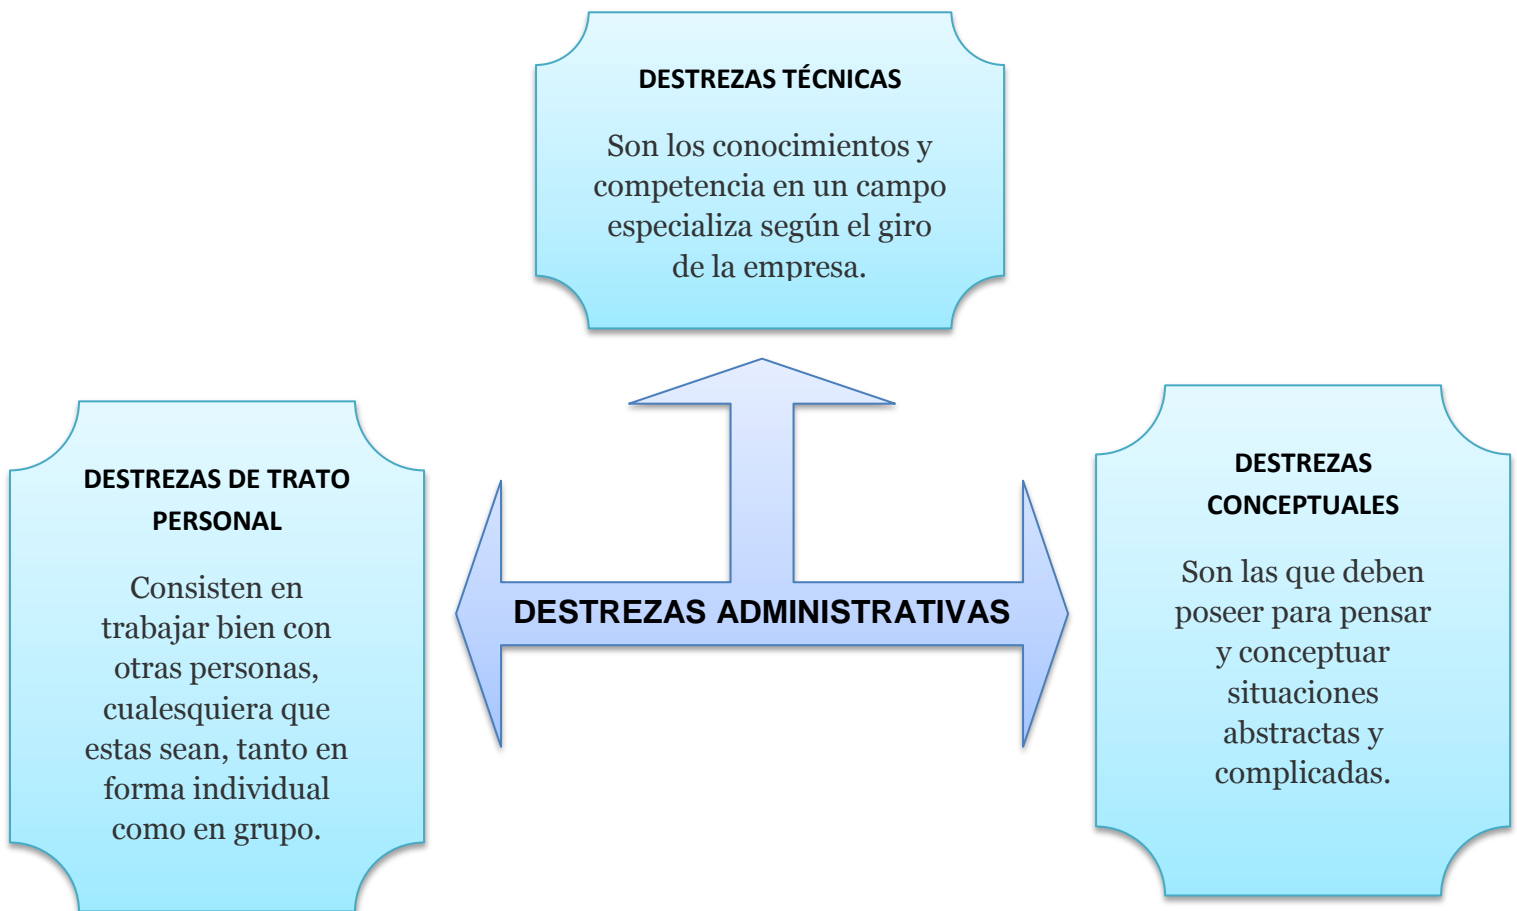 DESTREZAS TÉCNICAS
Son los conocimientos y
competencia en un campo
especializa según el giro
de la empresa.
DESTREZAS DE TRATO
PERSONAL
Consisten en
trabajar bien con
otras personas,
cualesquiera que
estas sean, tanto en
forma individual
como en grupo.
DESTREZAS ADMINISTRATIVAS
DESTREZAS
CONCEPTUALES
Son las que deben
poseer para pensar
y conceptuar
situaciones
abstractas y
complicadas.